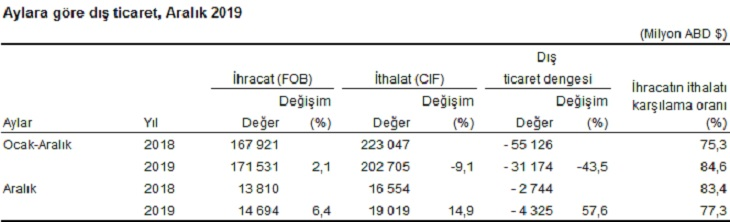 Aylara göre dış ticaret, Aralık 2019
(Milyon ABD $)
Dış
İhracat (FOB) İthalat (CIF) ticaret dengesi İhracatın ithalatı
Değişim Değişim Değişim karşılama oranı
Aylar Yıl Değer (%) Değer (%) Değer (%) (%)
Ocak-Aralık 2018 167 921 223 047 - 55 126 75,3
2019 171 531 2,1 202 705 -9,1 - 31 174 -43,5 84,6
Aralık 2018 13 810 16 554 - 2 744 83,4
2019 14 694 6,4 19 019 14,9 - 4 325 57,6 77,3